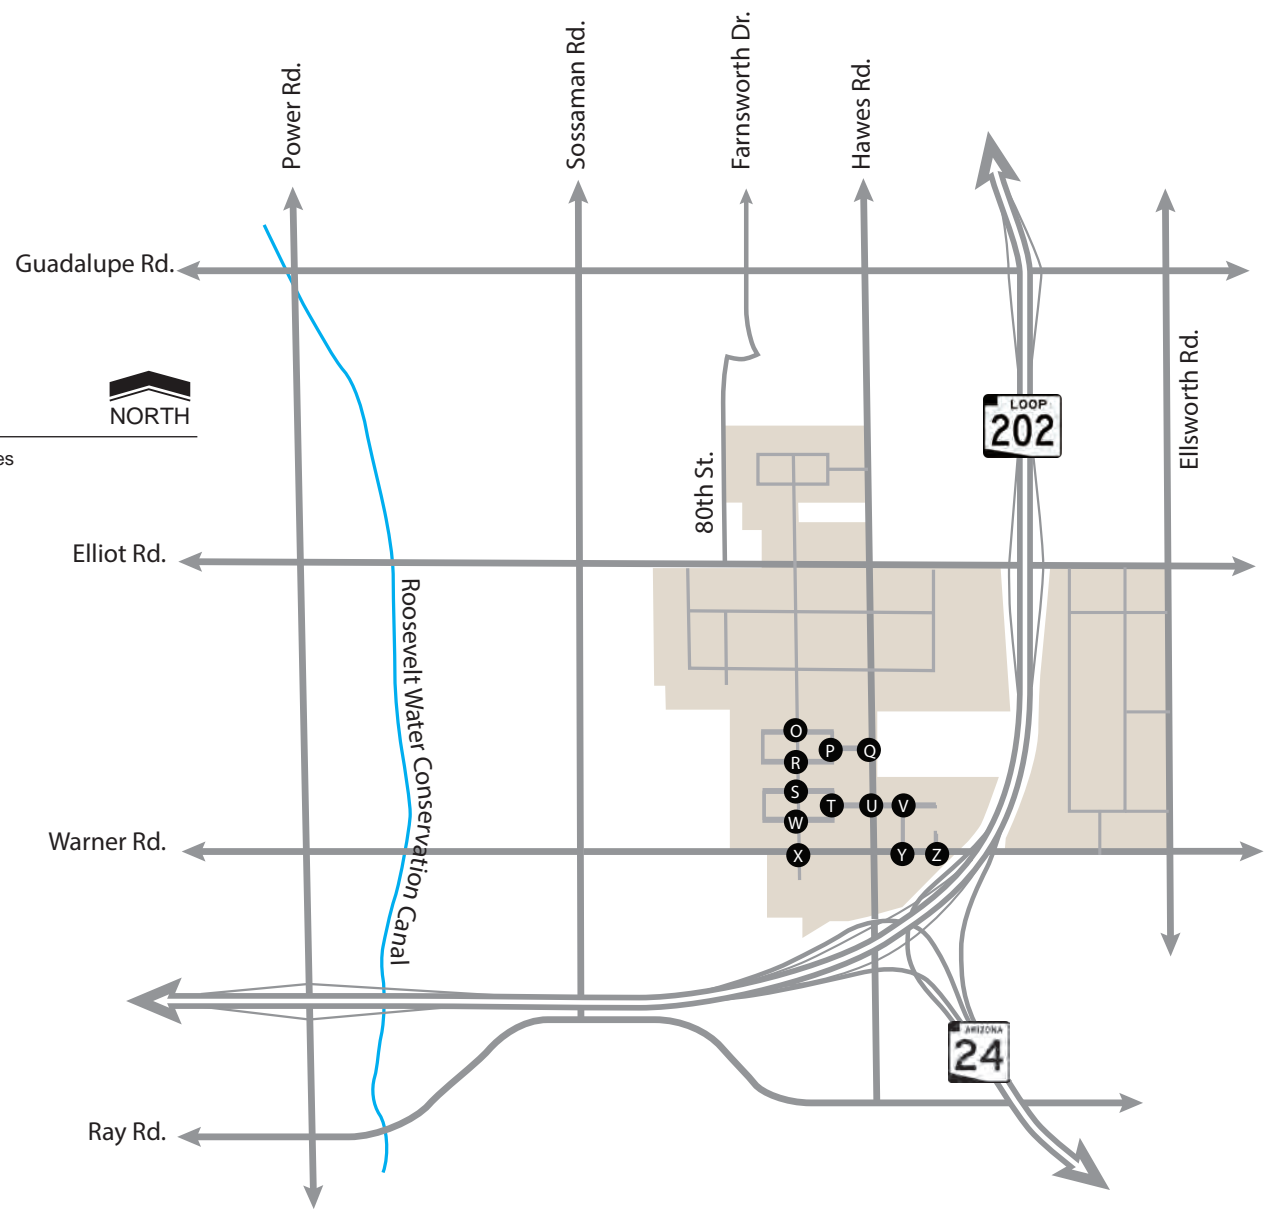 Power Rd.
Sossaman Rd.
Farnsworth Dr.
Hawes Rd.
Guadalupe Rd.
LOOP
202
Ellsworth Rd.
NORTH
es
80th St.
Elliot Rd.
Roosevelt Water Conservation Canal
O
P
Q
R
S
T
U
V
W
Warner Rd.
X
Y
Z
ARIZONA
24
Ray Rd.